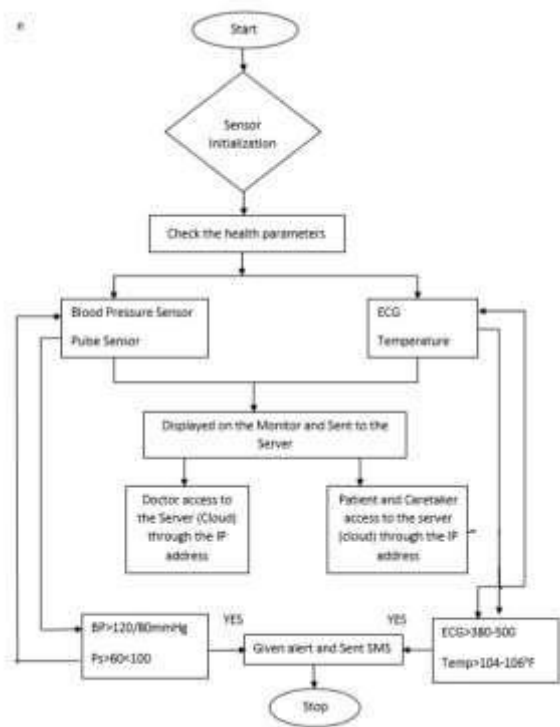 e
Start
Sensor
Initialization
Check the health parameters
Blood Pressure Sensor
Pulse Sensor
ECG
Temperature
Displayed on the Monitor and Sent to the
Server
Doctor access to
the Server (Cloud)
through the IP
address
Patient and Caretaker
access to the server
(cloud) through the IP
address
BP>120/80mmHg
Ps>60<100
YES
Given alert and Sent SMS
YES
ECG>380-500
Temp>104-106°F
Stop